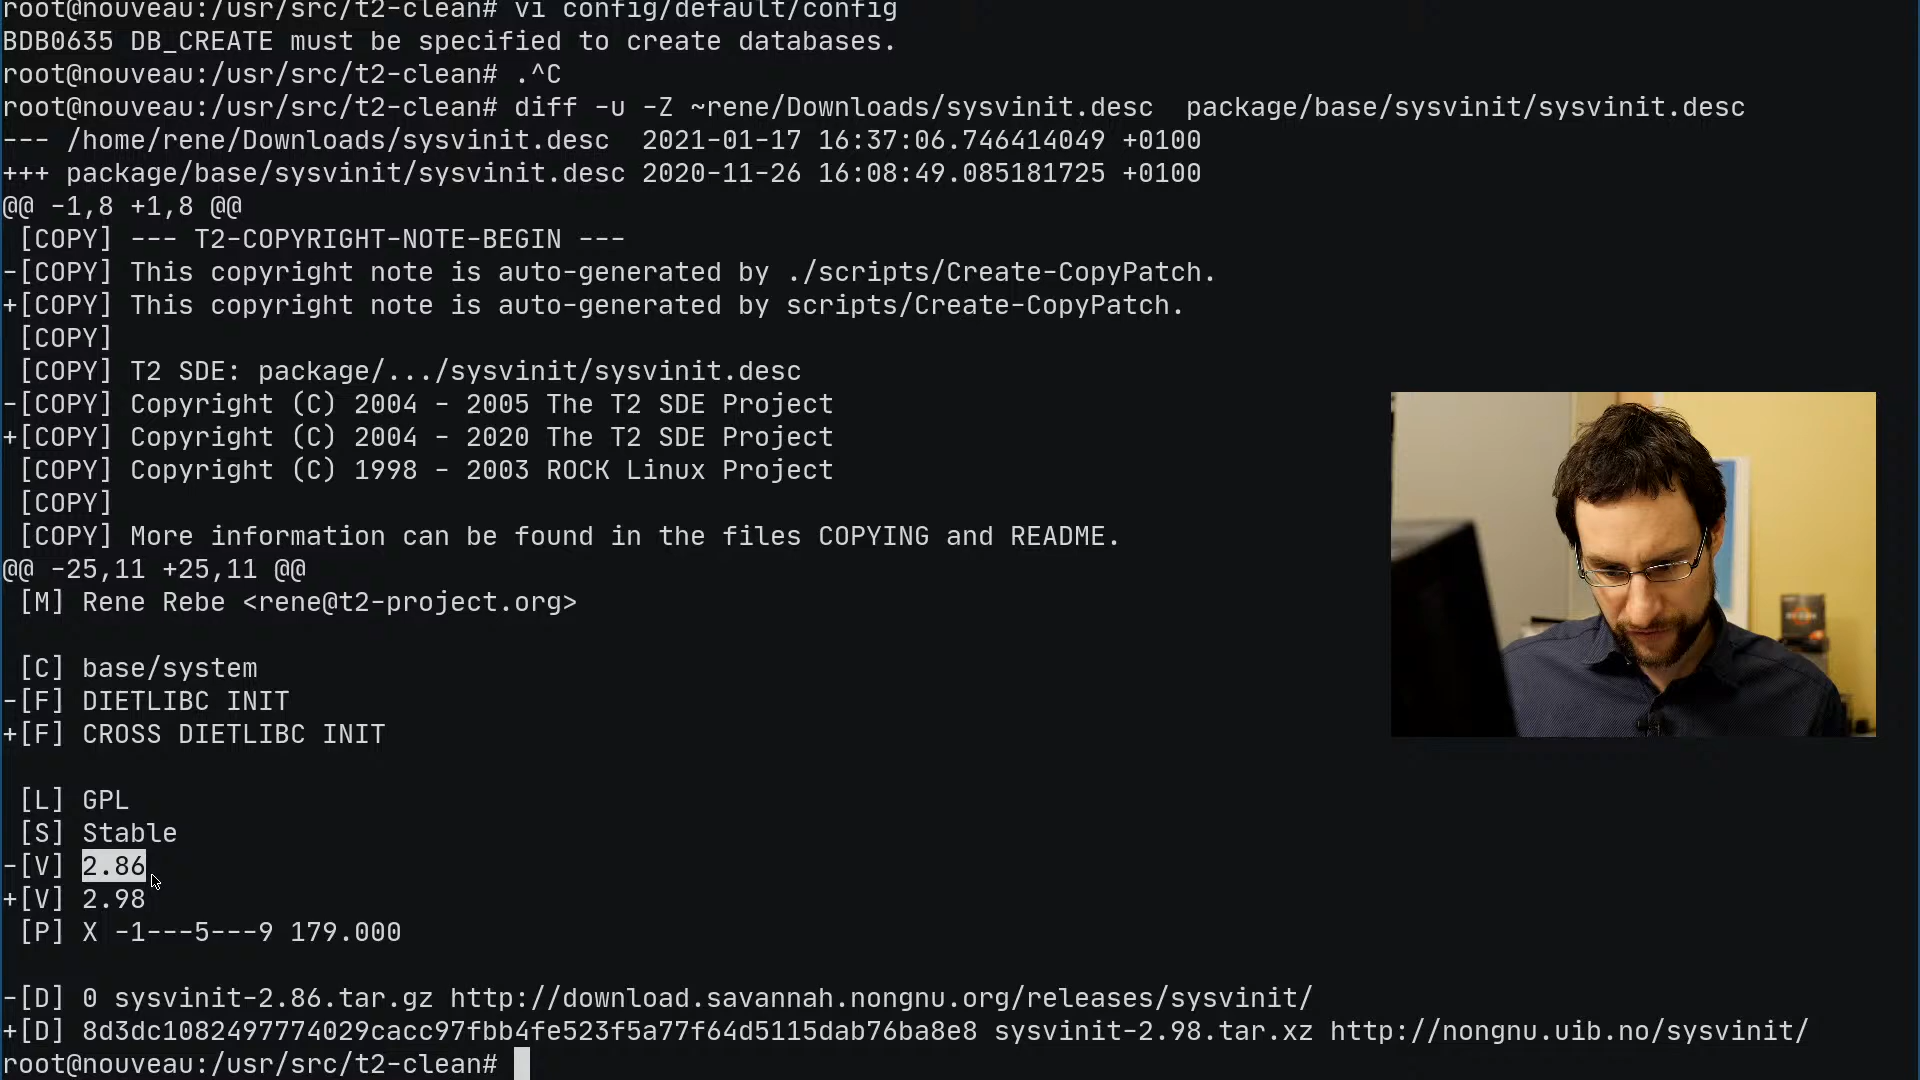 root@nouveau:/usr/src/t2-clean# vi config/default/config
BDB0635 DB_CREATE must be specified to create databases.
root@nouveau:/usr/src/t2-clean# .^C
root@nouveau:/usr/src/t2-clean# diff -u -Z ~rene/Downloads/sysvinit.desc  package/base/sysvinit/sysvinit.desc
--- /home/rene/Downloads/sysvinit.desc  2021-01-17 16:37:06.746414049 +0100
+++ package/base/sysvinit/sysvinit.desc 2020-11-26 16:08:49.085181725 +0100
@@ -1,8 +1,8 @@
 [COPY] --- T2-COPYRIGHT-NOTE-BEGIN ---
-[COPY] This copyright note is auto-generated by ./scripts/Create-CopyPatch.
+[COPY] This copyright note is auto-generated by scripts/Create-CopyPatch.
 [COPY]
 [COPY] T2 SDE: package/.../sysvinit/sysvinit.desc
-[COPY] Copyright (C) 2004 - 2005 The T2 SDE Project
+[COPY] Copyright (C) 2004 - 2020 The T2 SDE Project
 [COPY] Copyright (C) 1998 - 2003 ROCK Linux Project
 [COPY]
 [COPY] More information can be found in the files COPYING and README.
@@ -25,11 +25,11 @@
 [M] Rene Rebe <rene@t2-project.org>
 [C] base/system
-[F] DIETLIBC INIT
+[F] CROSS DIETLIBC INIT
 [L] GPL
 [S] Stable
-[V] 2.86
+[V] 2.98
 [P] X -1---5---9 179.000
-[D] 0 sysvinit-2.86.tar.gz http://download.savannah.nongnu.org/releases/sysvinit/
+[D] 8d3dc1082497774029cacc97fbb4fe523f5a77f64d5115dab76ba8e8 sysvinit-2.98.tar.xz http://nongnu.uib.no/sysvinit/
root@nouveau:/usr/src/t2-clean#